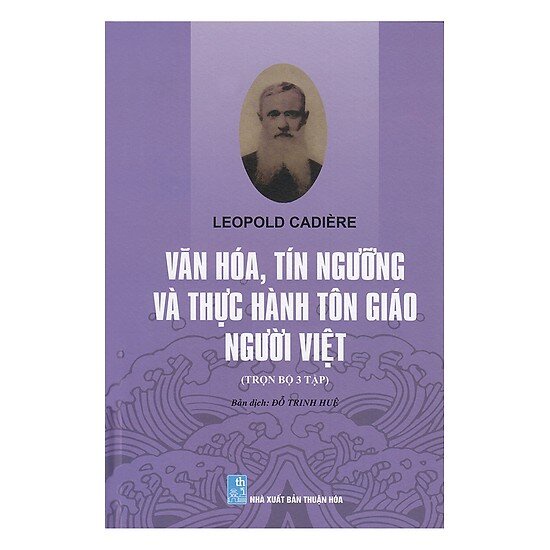 LEOPOLD CADIÈRE
VĂN HÓA, TÍN NGƯỠNG
VÀ THỰC HÀNH TÔN GIÁO
NGƯỜI VIỆT
(TRỌN BỘ 3 TẬP)
Bản dịch: ĐỖ TRINH HUỆ
th
NHÀ XUẤT BẢN THUẬN HÓA